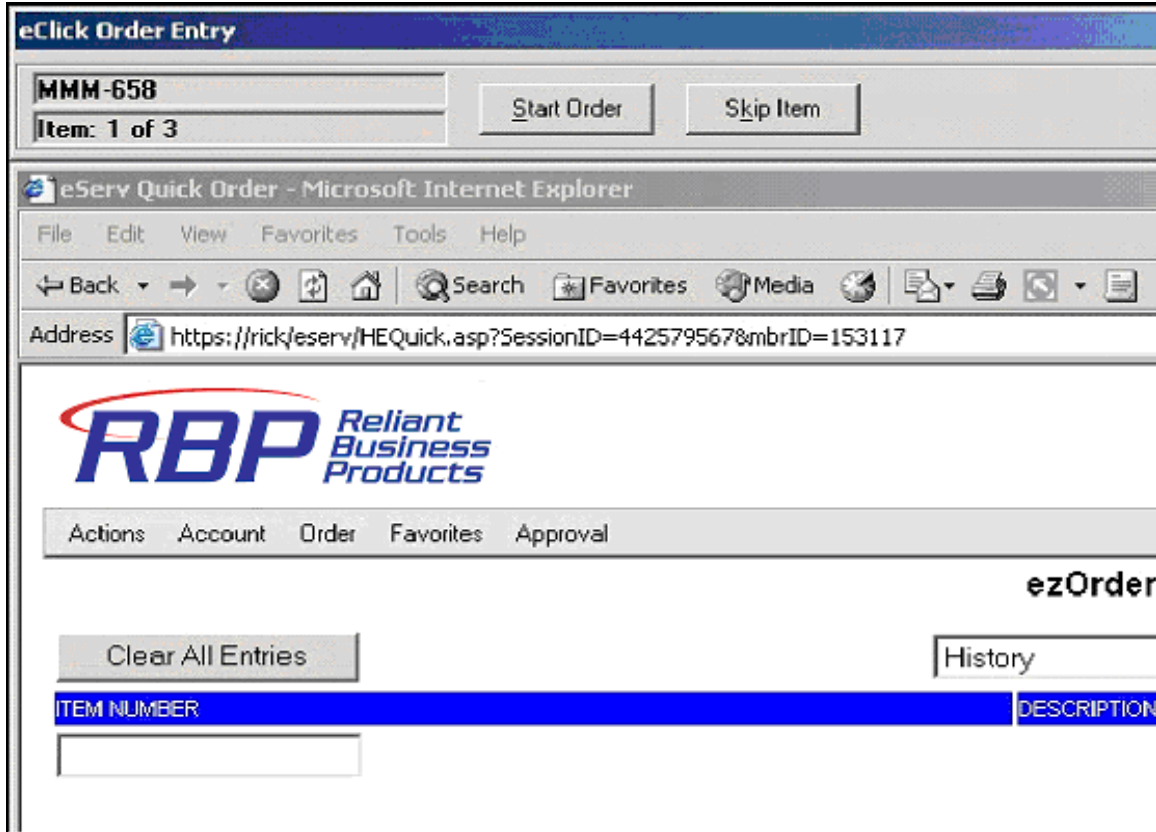 eClick Order Entry
MMM-658
Item: 1 of 3
Start Order
Skip Item
eServ Quick Order - Microsoft Internet Explorer
File Edit View Favorites Tools Help
Back Search Favorites Media
Address https://rick/eserv/HEQuick.asp?SessionID=442579567&mbrID=153117
RBP Reliant
Business
Products
Actions Account Order Favorites Approval
ezOrder
Clear All Entries
History
ITEM NUMBER DESCRIPTION